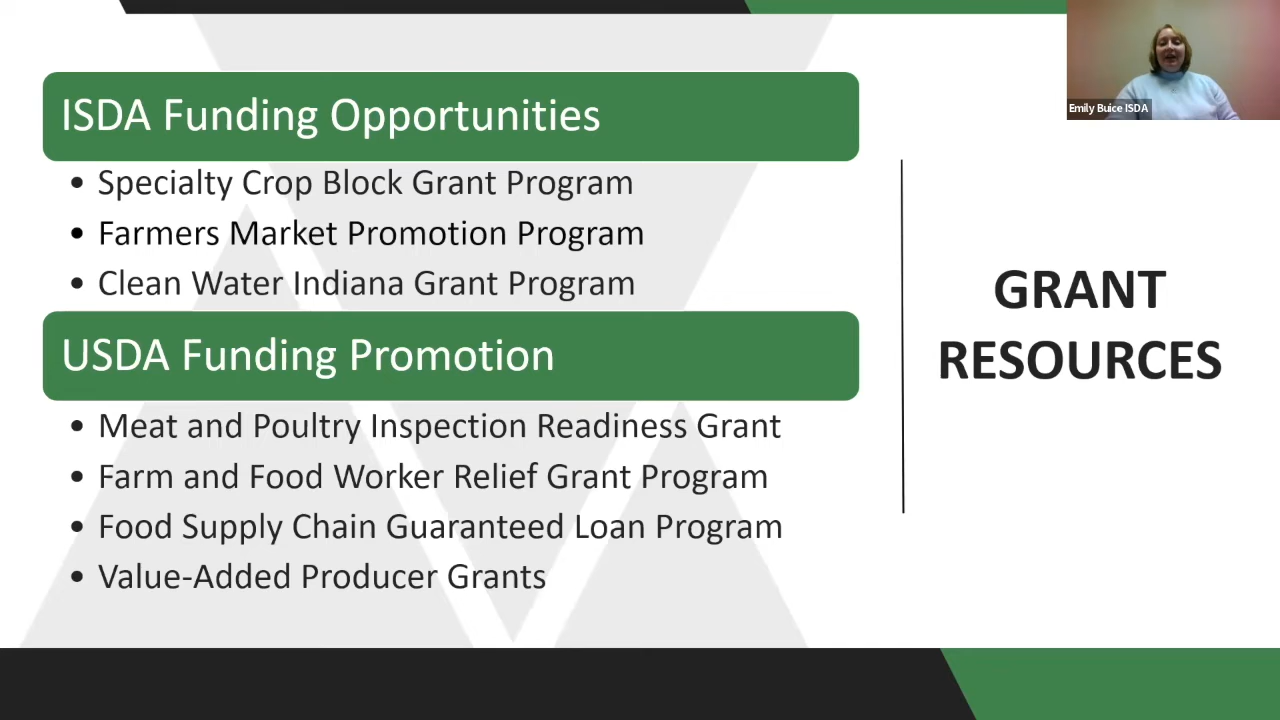 ISDA Funding Opportunities
• Specialty Crop Block Grant Program
• Farmers Market Promotion Program
• Clean Water Indiana Grant Program
USDA Funding Promotion
• Meat and Poultry Inspection Readiness Grant
• Farm and Food Worker Relief Grant Program
• Food Supply Chain Guaranteed Loan Program
• Value-Added Producer Grants
GRANT
RESOURCES
Emily Buice ISDA